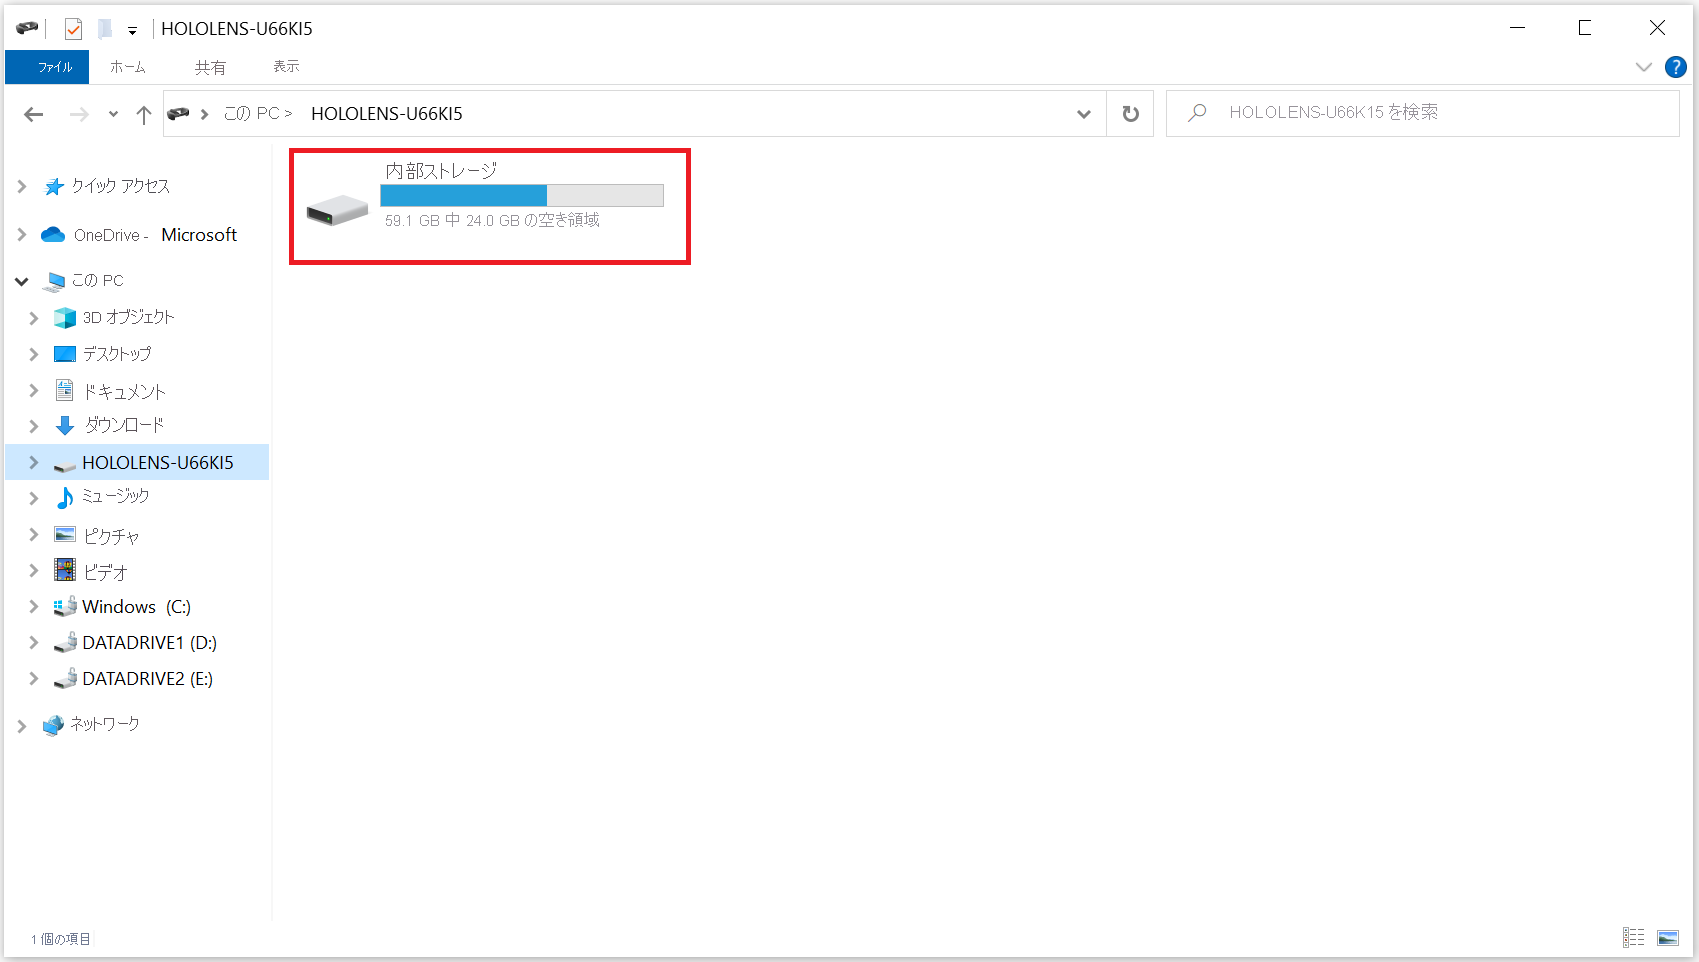 HOLOLENS-U66KI5
ファイル ホーム 共有 表示
この PC > HOLOLENS-U66KI5
HOLOLENS-U66K15 を検索
クイック アクセス
OneDrive - Microsoft
この PC
3D オブジェクト
デスクトップ
ドキュメント
ダウンロード
HOLOLENS-U66KI5
ミュージック
ピクチャ
ビデオ
Windows (C:)
DATADRIVE1 (D:)
DATADRIVE2 (E:)
ネットワーク
内部ストレージ
59.1 GB 中 24.0 GB の空き領域
1 個の項目